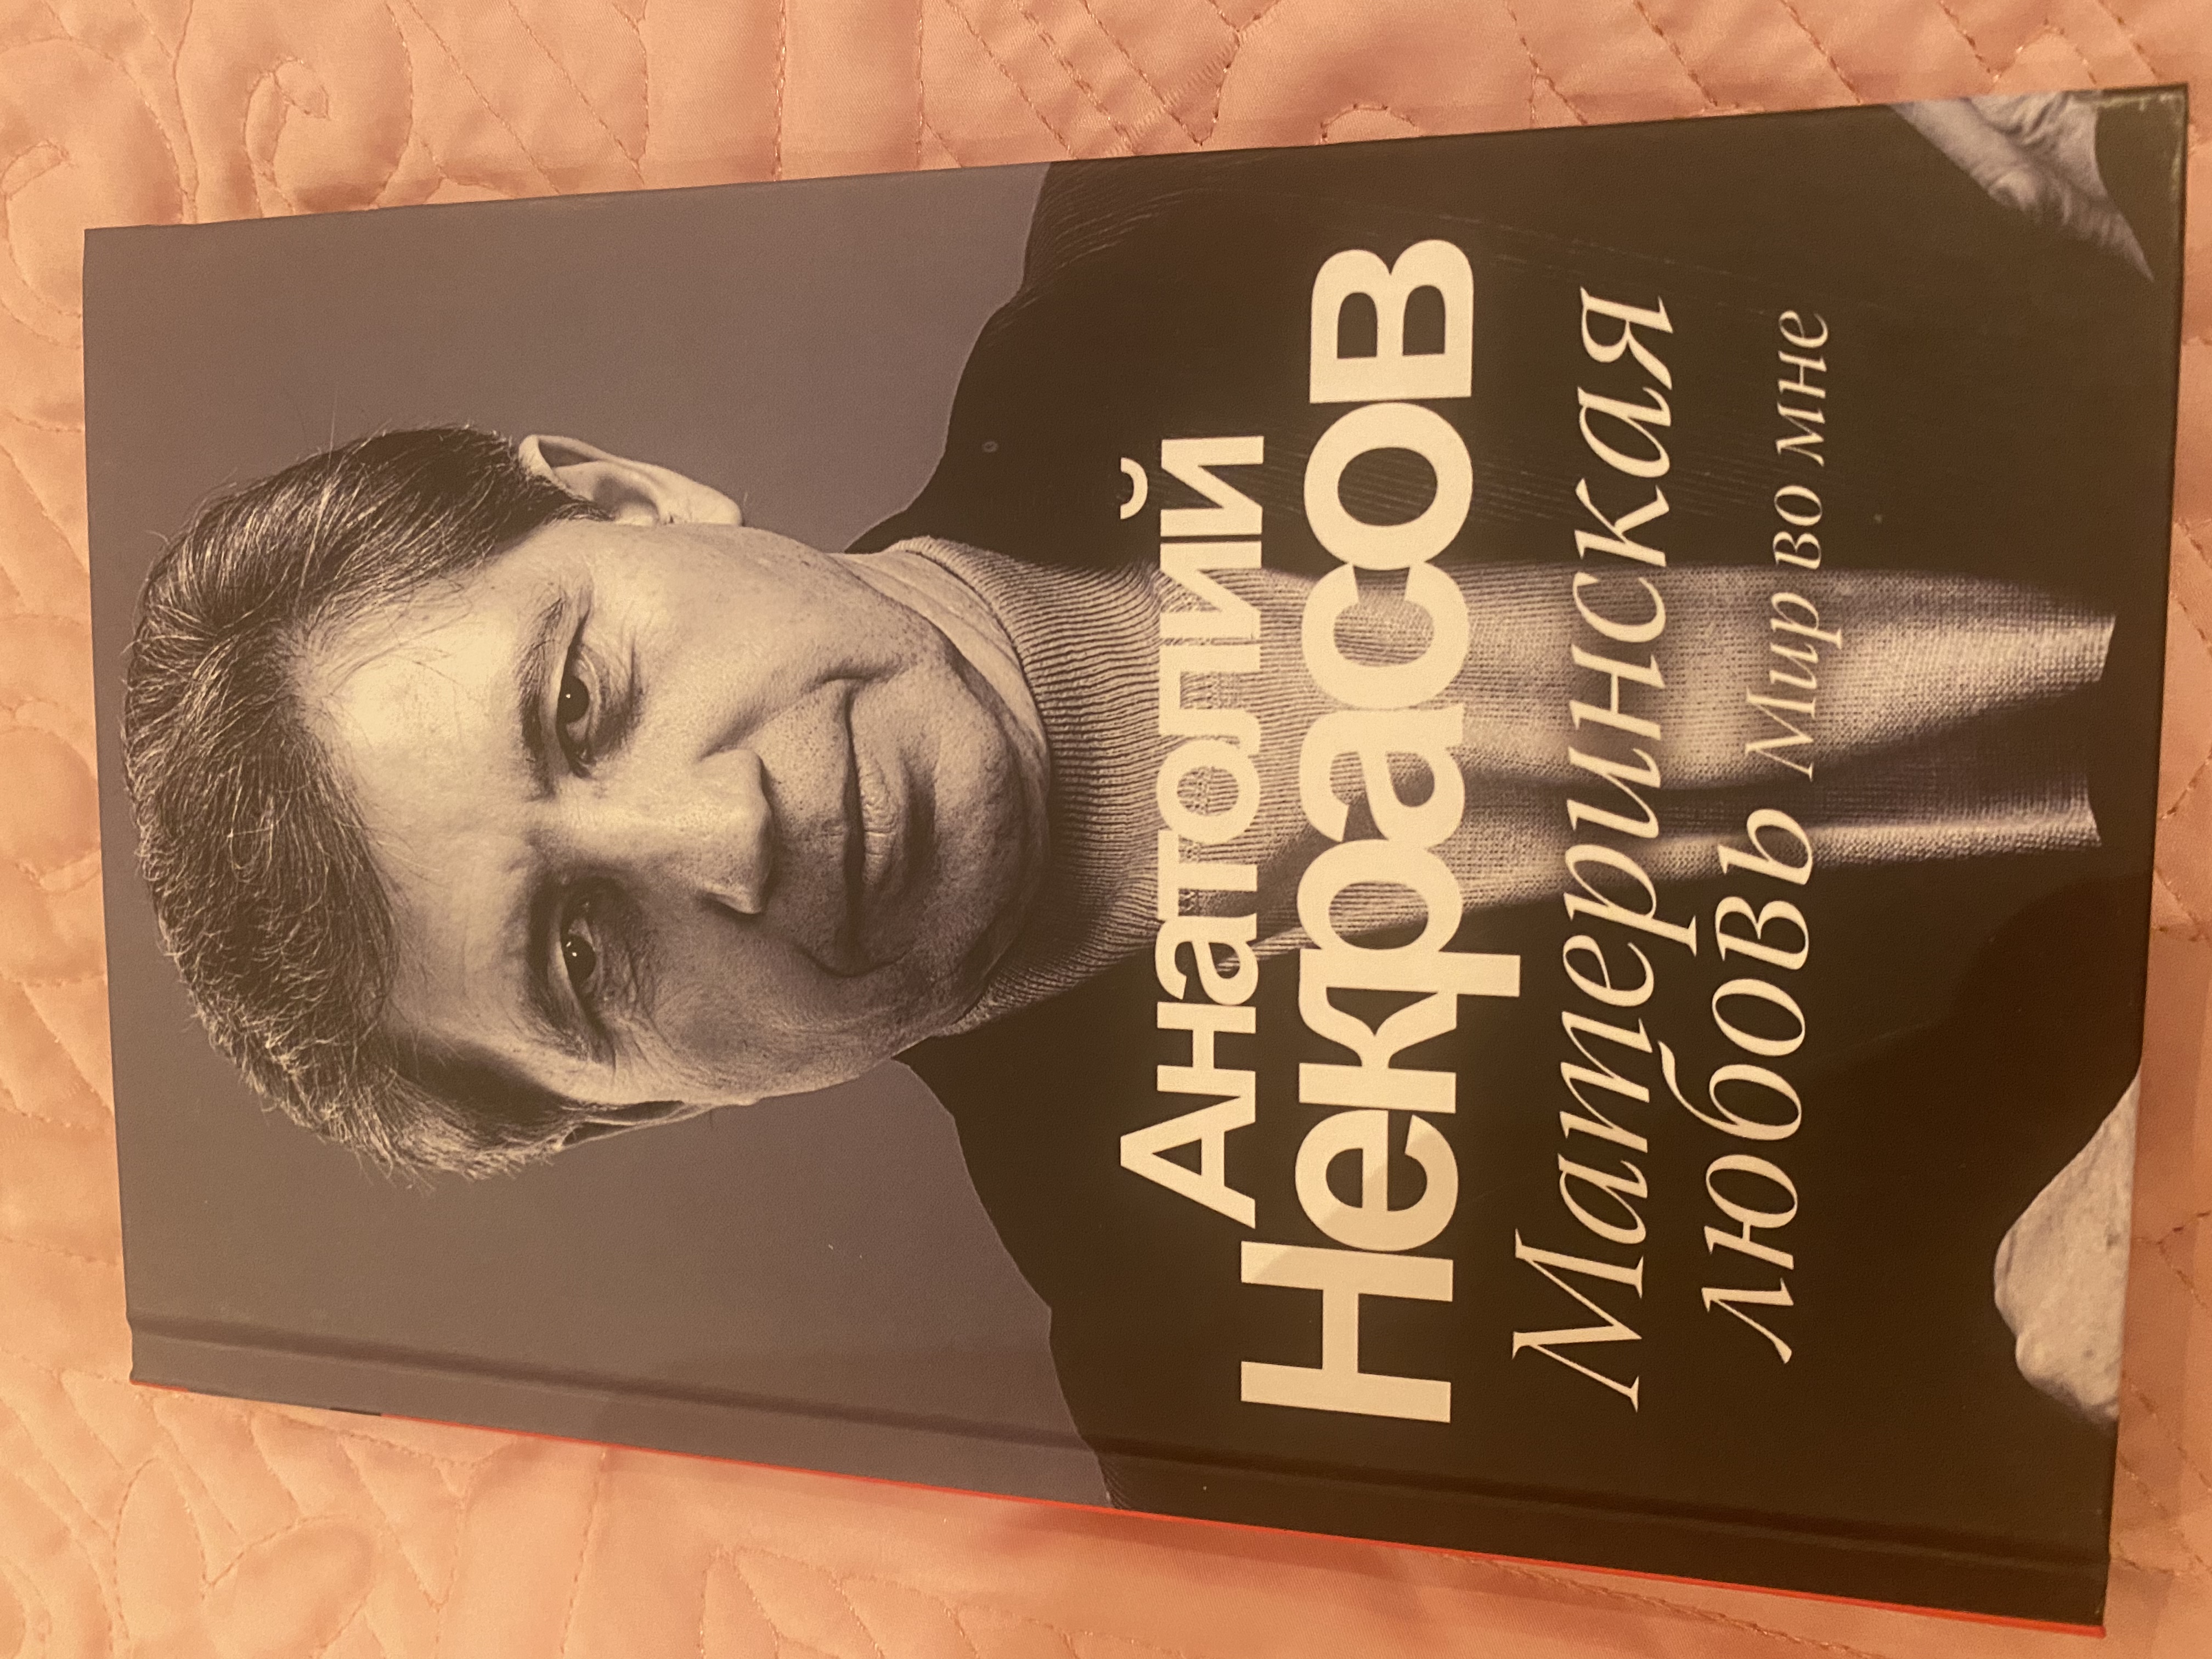 Анатолий
Некрасов
Материнская
любовь Мир во мне